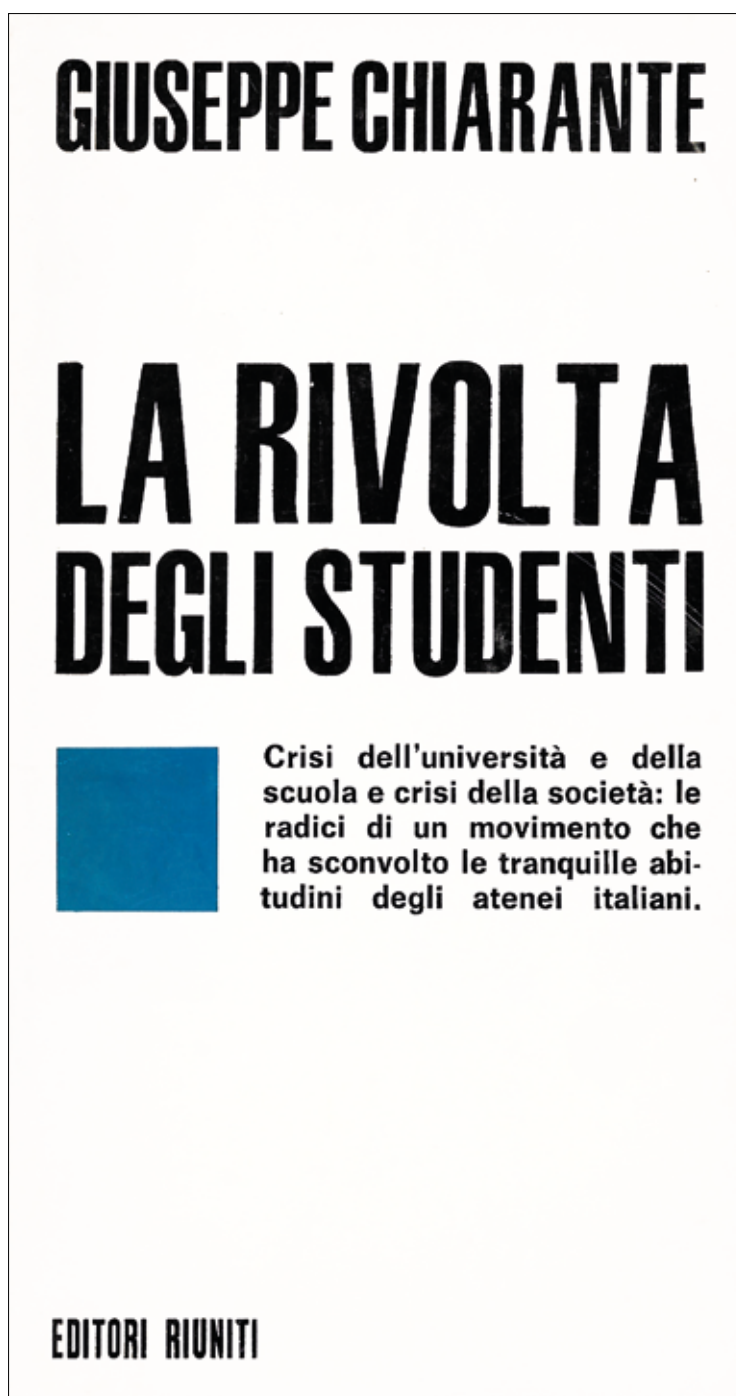 GIUSEPPE CHIARANTE
LA RIVOLTA
DEGLI STUDENTI
Crisi dell'università e della
scuola e crisi della società: le
radici di un movimento che
ha sconvolto le tranquille abi-
tudini degli atenei italiani.
EDITORI RIUNITI